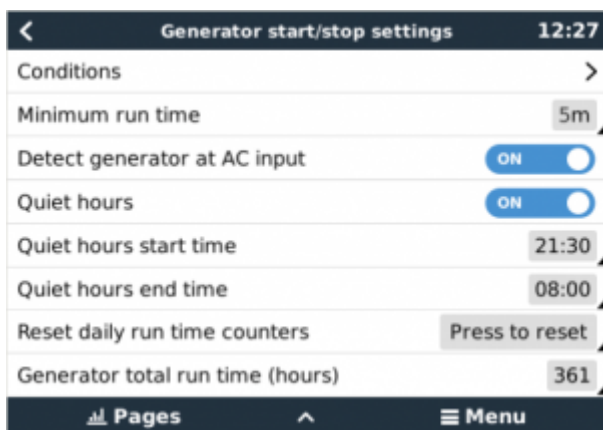 Generator start/stop settings 12:27
Conditions
Minimum run time 5m
Detect generator at AC input ON
Quiet hours ON
Quiet hours start time 21:30
Quiet hours end time 08:00
Reset daily run time counters Press to reset
Generator total run time (hours) 361
Pages Menu